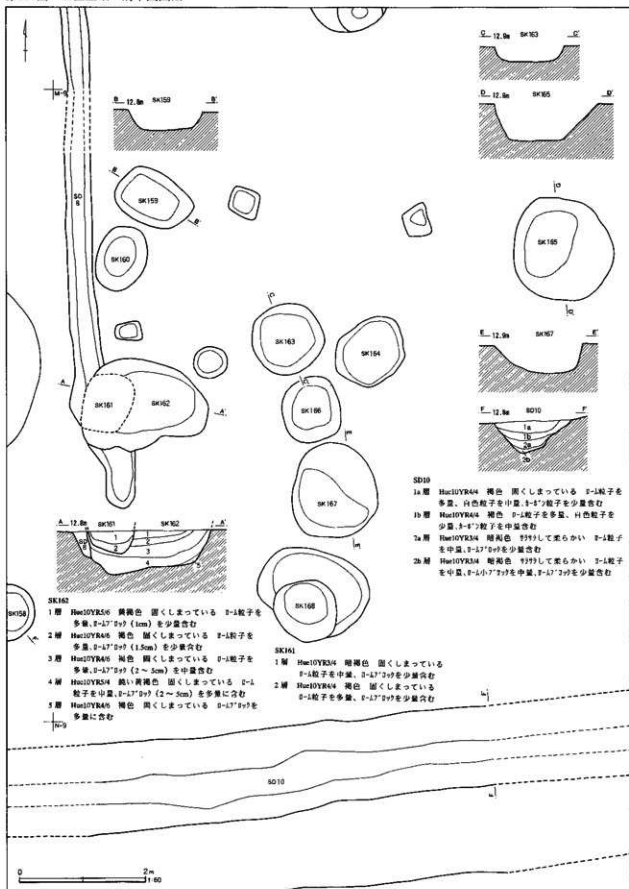 C 12.9m SK163 C'
D 12.8m SK165 D'
M-9
B 12.8m SK159 B'
SD6
B
SK159
B'
SK160
D
SK165
D'
C
SK163
SK164
C'
E 12.9m SK167 E'
A
SK161
SK162
A'
SK166
E
SK167
E'
F 12.8m SD10 F'
1a
1b
2a
2b
SD10
1a層 Hue10YR4/4 褐色 固くしまっている ローム粒子を
多量、白色粒子を中量、カーボン粒子を少量含む
1b層 Hue10YR4/4 褐色 ローム粒子を多量、白色粒子を
少量、カーボン粒子を中量含む
2a層 Hue10YR3/4 暗褐色 サラサラして柔らかい ローム粒子
を中量、ロームブロックを少量含む
2b層 Hue10YR3/4 暗褐色 サラサラして柔らかい ローム粒子
を中量、ローム小ブロックを中量、ロームブロックを少量含む
A 12.8m SK161 SK162 A'
SD6
1
2
1
2
3
4
5
SK158
SK168
SK162
1層 Hue10YR5/6 黄褐色 固くしまっている ローム粒子を
多量、ロームブロック(1cm)を少量含む
2層 Hue10YR4/6 褐色 固くしまっている ローム粒子を
多量、ロームブロック(1.5cm)を少量含む
3層 Hue10YR4/6 褐色 固くしまっている ローム粒子を
多量、ロームブロック(2～5cm)を中量含む
4層 Hue10YR5/4 鈍い黄褐色 固くしまっている ローム
粒子を中量、ロームブロック(2～5cm)を多量に含む
5層 Hue10YR4/6 褐色 固くしまっている ロームブロックを
多量に含む
SK161
1層 Hue10YR3/4 暗褐色 固くしまっている
ローム粒子を中量、ロームブロックを少量含む
2層 Hue10YR4/4 褐色 固くしまっている
ローム粒子を多量、ロームブロックを少量含む
N-9
F'
SD10
F
0 2m
1:60